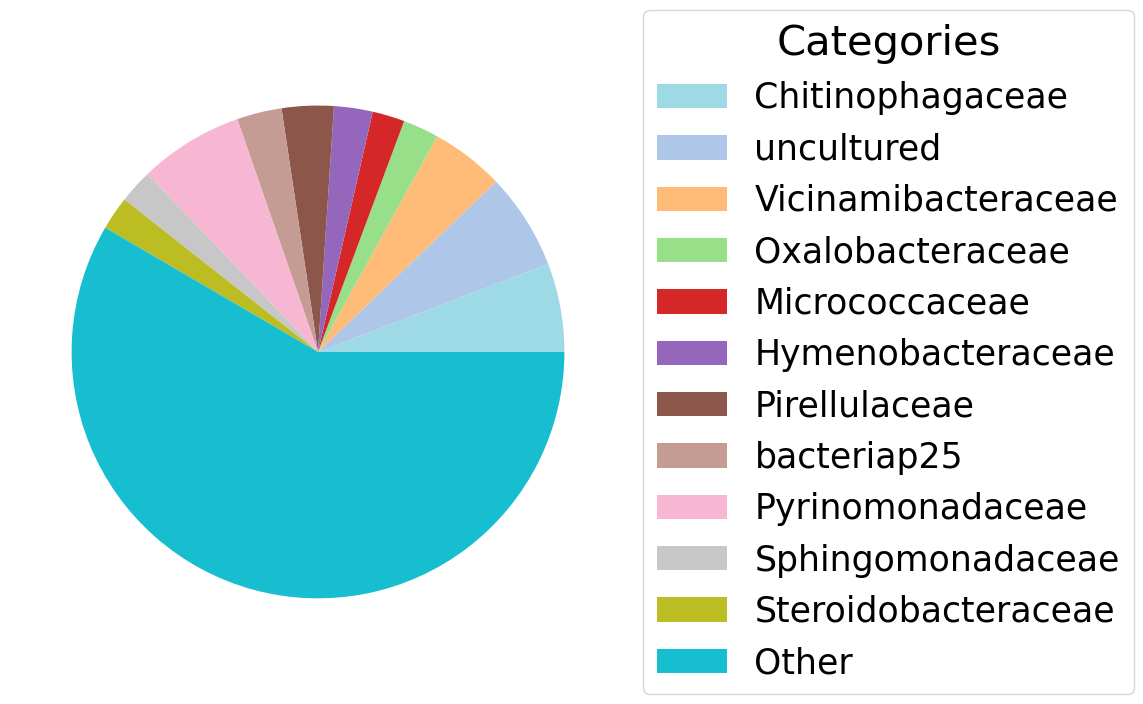 Categories
Chitinophagaceae
uncultured
Vicinamibacteraceae
Oxalobacteraceae
Micrococcaceae
Hymenobacteraceae
Pirellulaceae
bacteriap25
Pyrinomonadaceae
Sphingomonadaceae
Steroidobacteraceae
Other